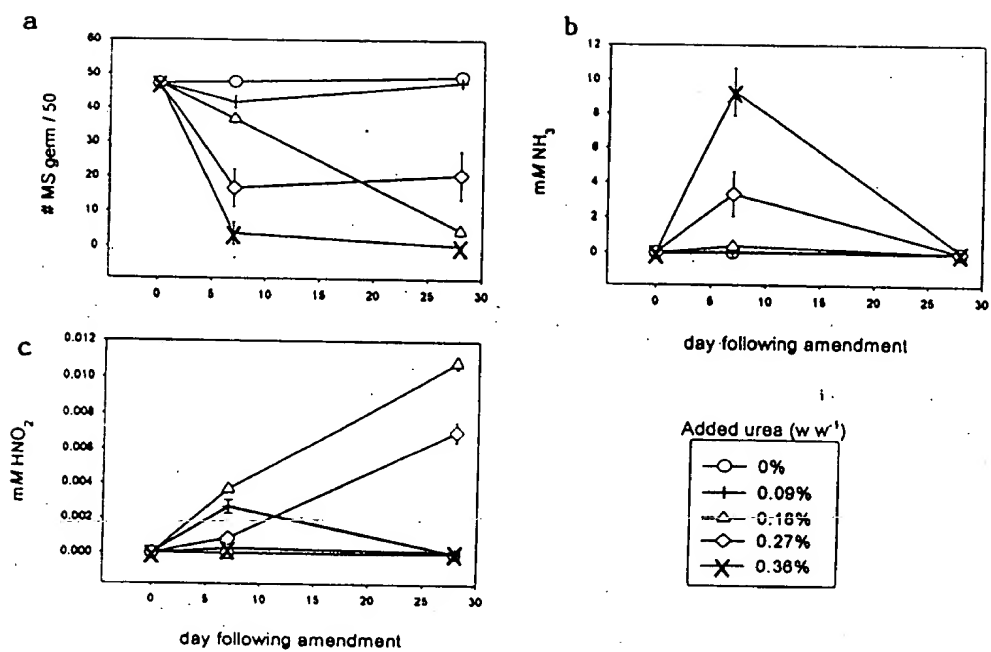 a
60
50
40
30
20
10
0
# MS germ / 50
0 5 10 15 20 25 30
b
12
10
8
6
4
2
0
mM NH3
0 5 10 15 20 25 30
day following amendment
c
0.012
0.010
0.008
0.006
0.004
0.002
0.000
mM HNO2
0 5 10 15 20 25 30
day following amendment
Added urea (w w-1)
0%
0.09%
0.18%
0.27%
0.36%